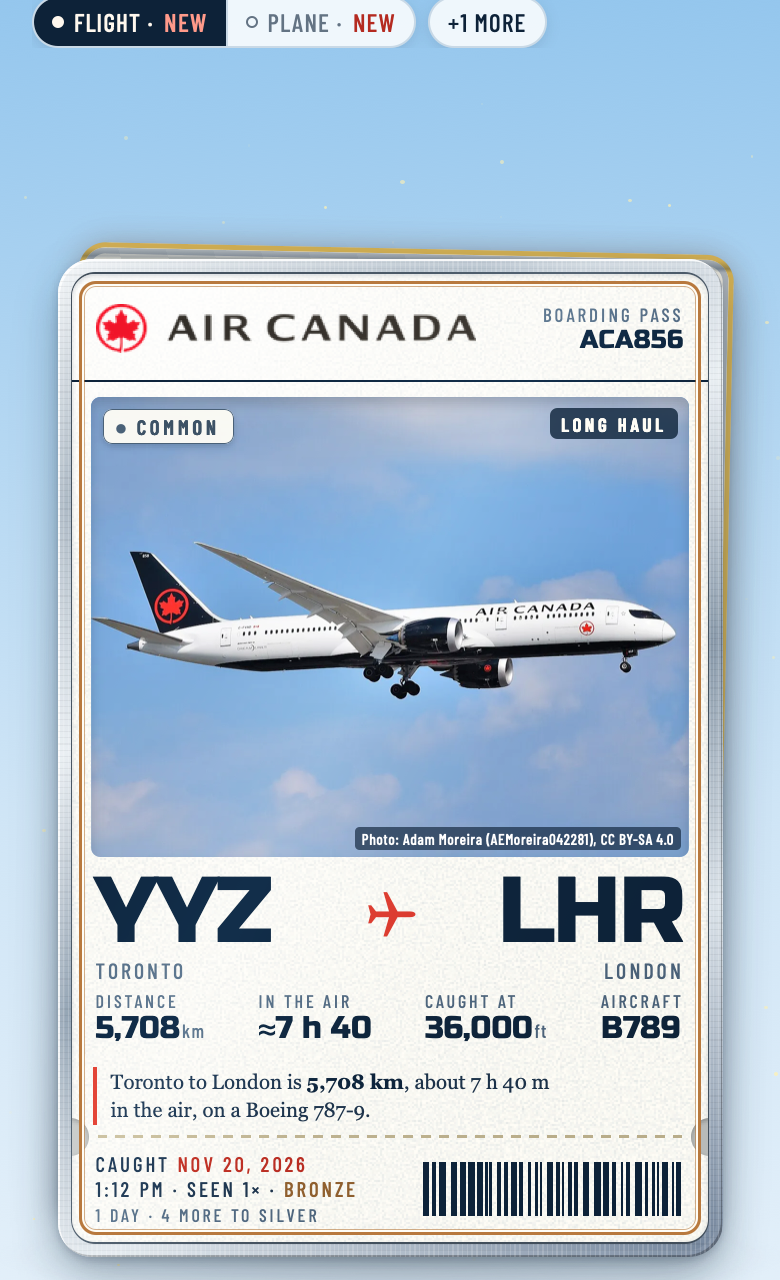 FLIGHT · NEW
PLANE · NEW
+1 MORE
AIR CANADA
BOARDING PASS
ACA856
COMMON
LONG HAUL
AIR CANADA
Photo: Adam Moreira (AEMoreira042281), CC BY-SA 4.0
YYZ
LHR
TORONTO
LONDON
DISTANCE
IN THE AIR
CAUGHT AT
AIRCRAFT
5,708km
≈7 h 40
36,000ft
B789
Toronto to London is 5,708 km, about 7 h 40 m
in the air, on a Boeing 787-9.
CAUGHT NOV 20, 2026
1:12 PM · SEEN 1× · BRONZE
1 DAY · 4 MORE TO SILVER